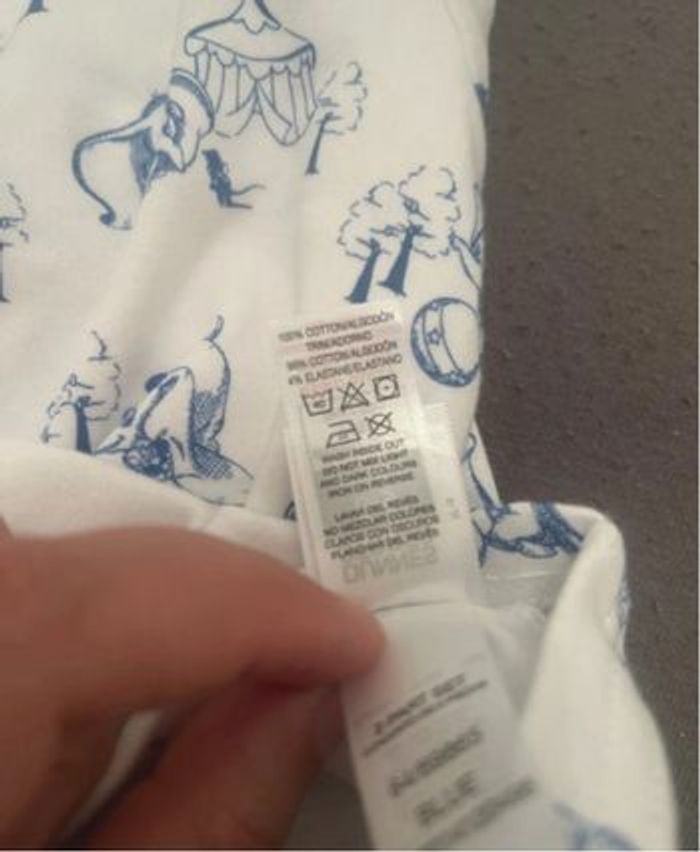 100% COTTON/ALGODÓN
TRIM/ADORNO
96% COTTON/ALGODÓN
4% ELASTANE/ELASTANO
40
WASH INSIDE OUT
DO NOT MIX LIGHT
AND DARK COLOURS
IRON ON REVERSE
LAVAR DEL REVÉS
NO MEZCLAR COLORES
CLAROS CON OSCUROS
PLANCHAR DEL REVÉS
BLUE